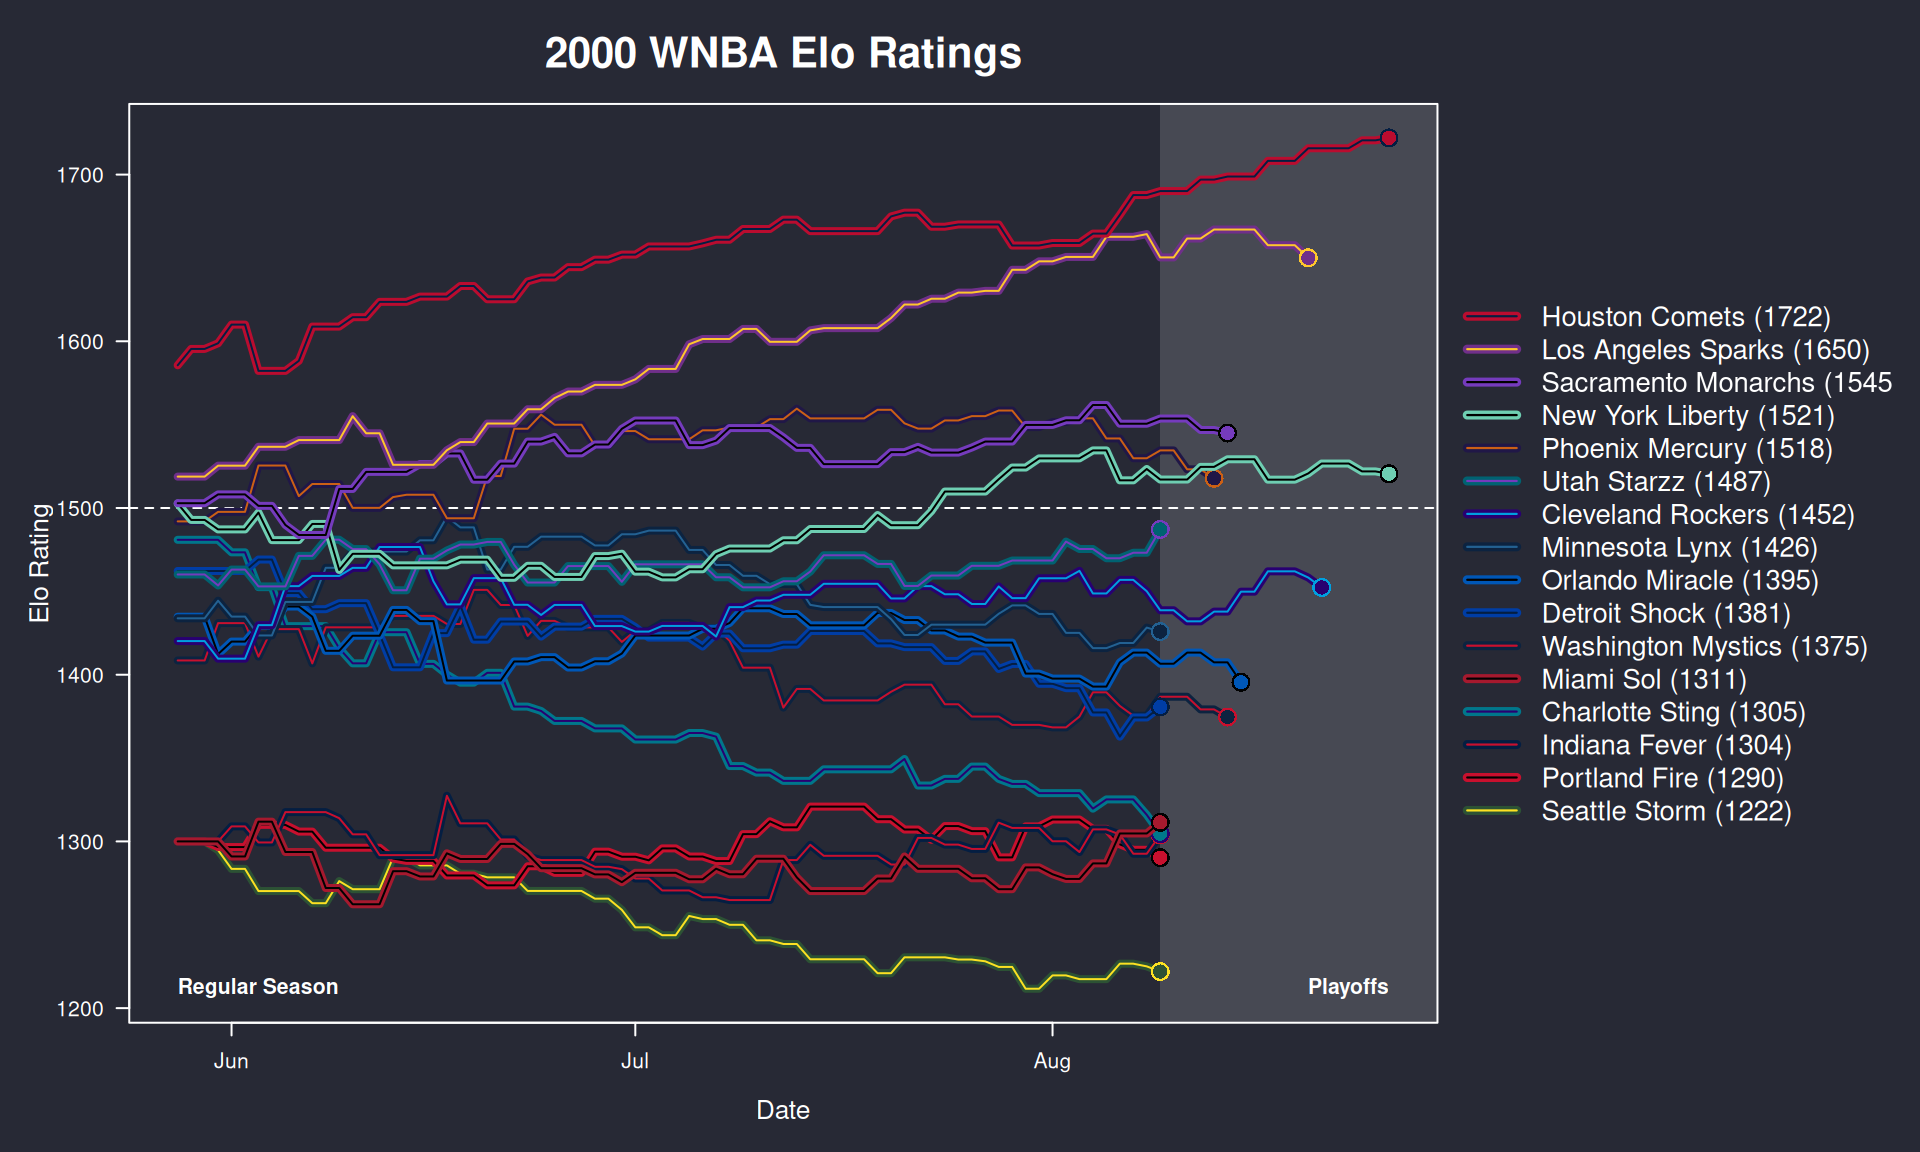 2000 WNBA Elo Ratings
Elo Rating
1700
1600
1500
1400
1300
1200
Regular Season
Playoffs
Jun
Jul
Aug
Date
Houston Comets (1722)
Los Angeles Sparks (1650)
Sacramento Monarchs (1545
New York Liberty (1521)
Phoenix Mercury (1518)
Utah Starzz (1487)
Cleveland Rockers (1452)
Minnesota Lynx (1426)
Orlando Miracle (1395)
Detroit Shock (1381)
Washington Mystics (1375)
Miami Sol (1311)
Charlotte Sting (1305)
Indiana Fever (1304)
Portland Fire (1290)
Seattle Storm (1222)